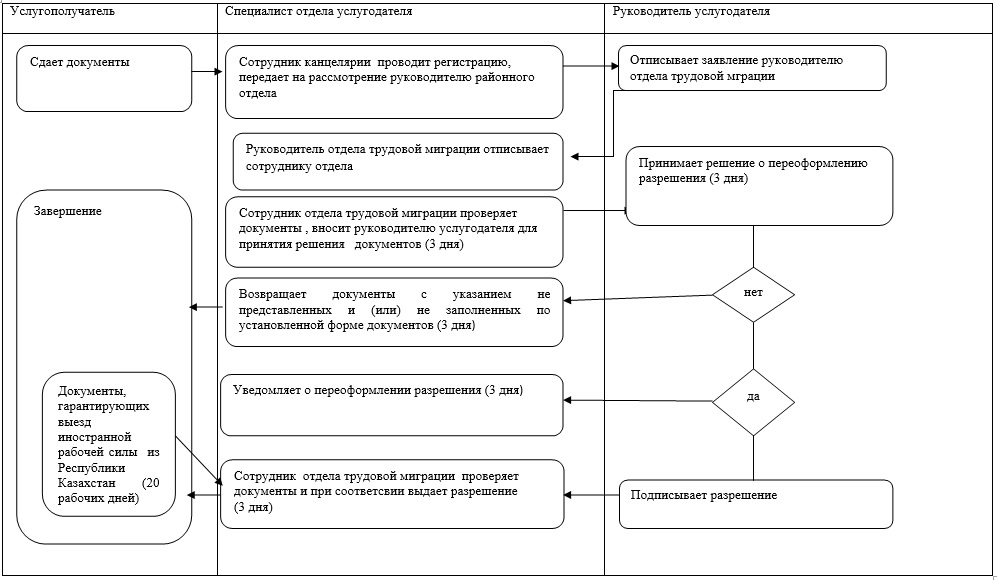 Услугополучатель
Специалист отдела услугодателя
Руководитель услугодателя
Сдает документы
Сотрудник канцелярии проводит регистрацию,
передает на рассмотрение руководителю районного
отдела
Отписывает заявление руководителю
отдела трудовой мграции
Руководитель отдела трудовой миграции отписывает
сотруднику отдела
Принимает решение о переоформлению
разрешения (3 дня)
Завершение
Сотрудник отдела трудовой миграции проверяет
документы , вносит руководителю услугодателя для
принятия решения документов (3 дня)
Возвращает документы с указанием не
представленных и (или) не заполненных по
установленной форме документов (3 дня)
нет
Уведомляет о переоформлении разрешения (3 дня)
да
Документы,
гарантирующих
выезд
иностранной
рабочей силы из
Республики
Казахстан (20
рабочих дней)
Сотрудник отдела трудовой миграции проверяет
документы и при соответсвии выдает разрешение
(3 дня)
Подписывает разрешение